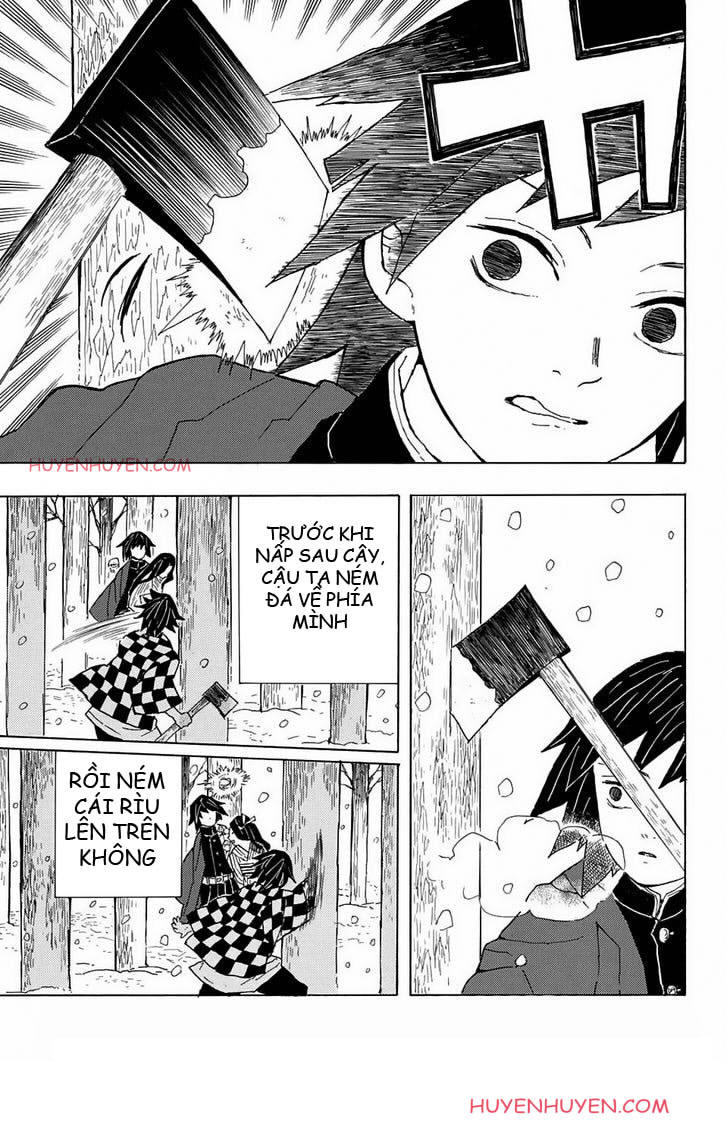 HUYENHUYEN.COM
TRƯỚC KHI
NẤP SAU CÂY,
CẬU TA NÉM
ĐÁ VỀ PHÍA
MÌNH
RỒI NÉM
CÁI RÌU
LÊN TRÊN
KHÔNG
HUYENHUYEN.COM